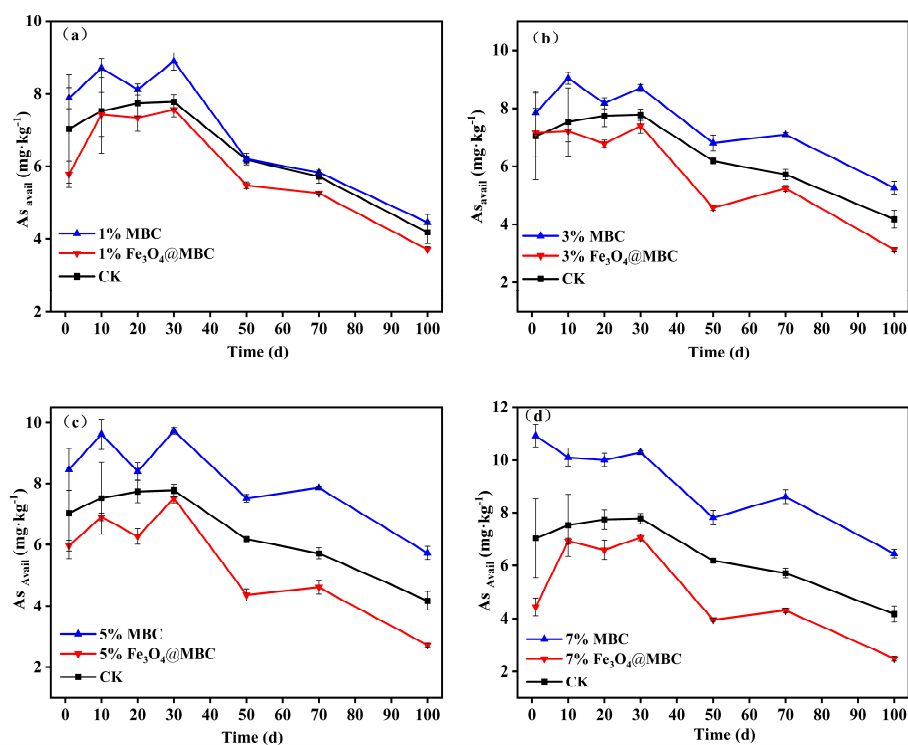 （a）
10
8
6
4
2
As avail (mg·kg-1)
1% MBC
1% Fe3O4@MBC
CK
0 10 20 30 40 50 60 70 80 90 100
Time (d)
（b）
10
8
6
4
2
Asavail (mg·kg-1)
3% MBC
3% Fe3O4@MBC
CK
0 10 20 30 40 50 60 70 80 90 100
Time (d)
（c）
10
8
6
4
2
As Avail (mg·kg-1)
5% MBC
5% Fe3O4@MBC
CK
0 10 20 30 40 50 60 70 80 90 100
Time (d)
（d）
12
10
8
6
4
2
As Avail (mg·kg-1)
7% MBC
7% Fe3O4@MBC
CK
0 10 20 30 40 50 60 70 80 90 100
Time (d)